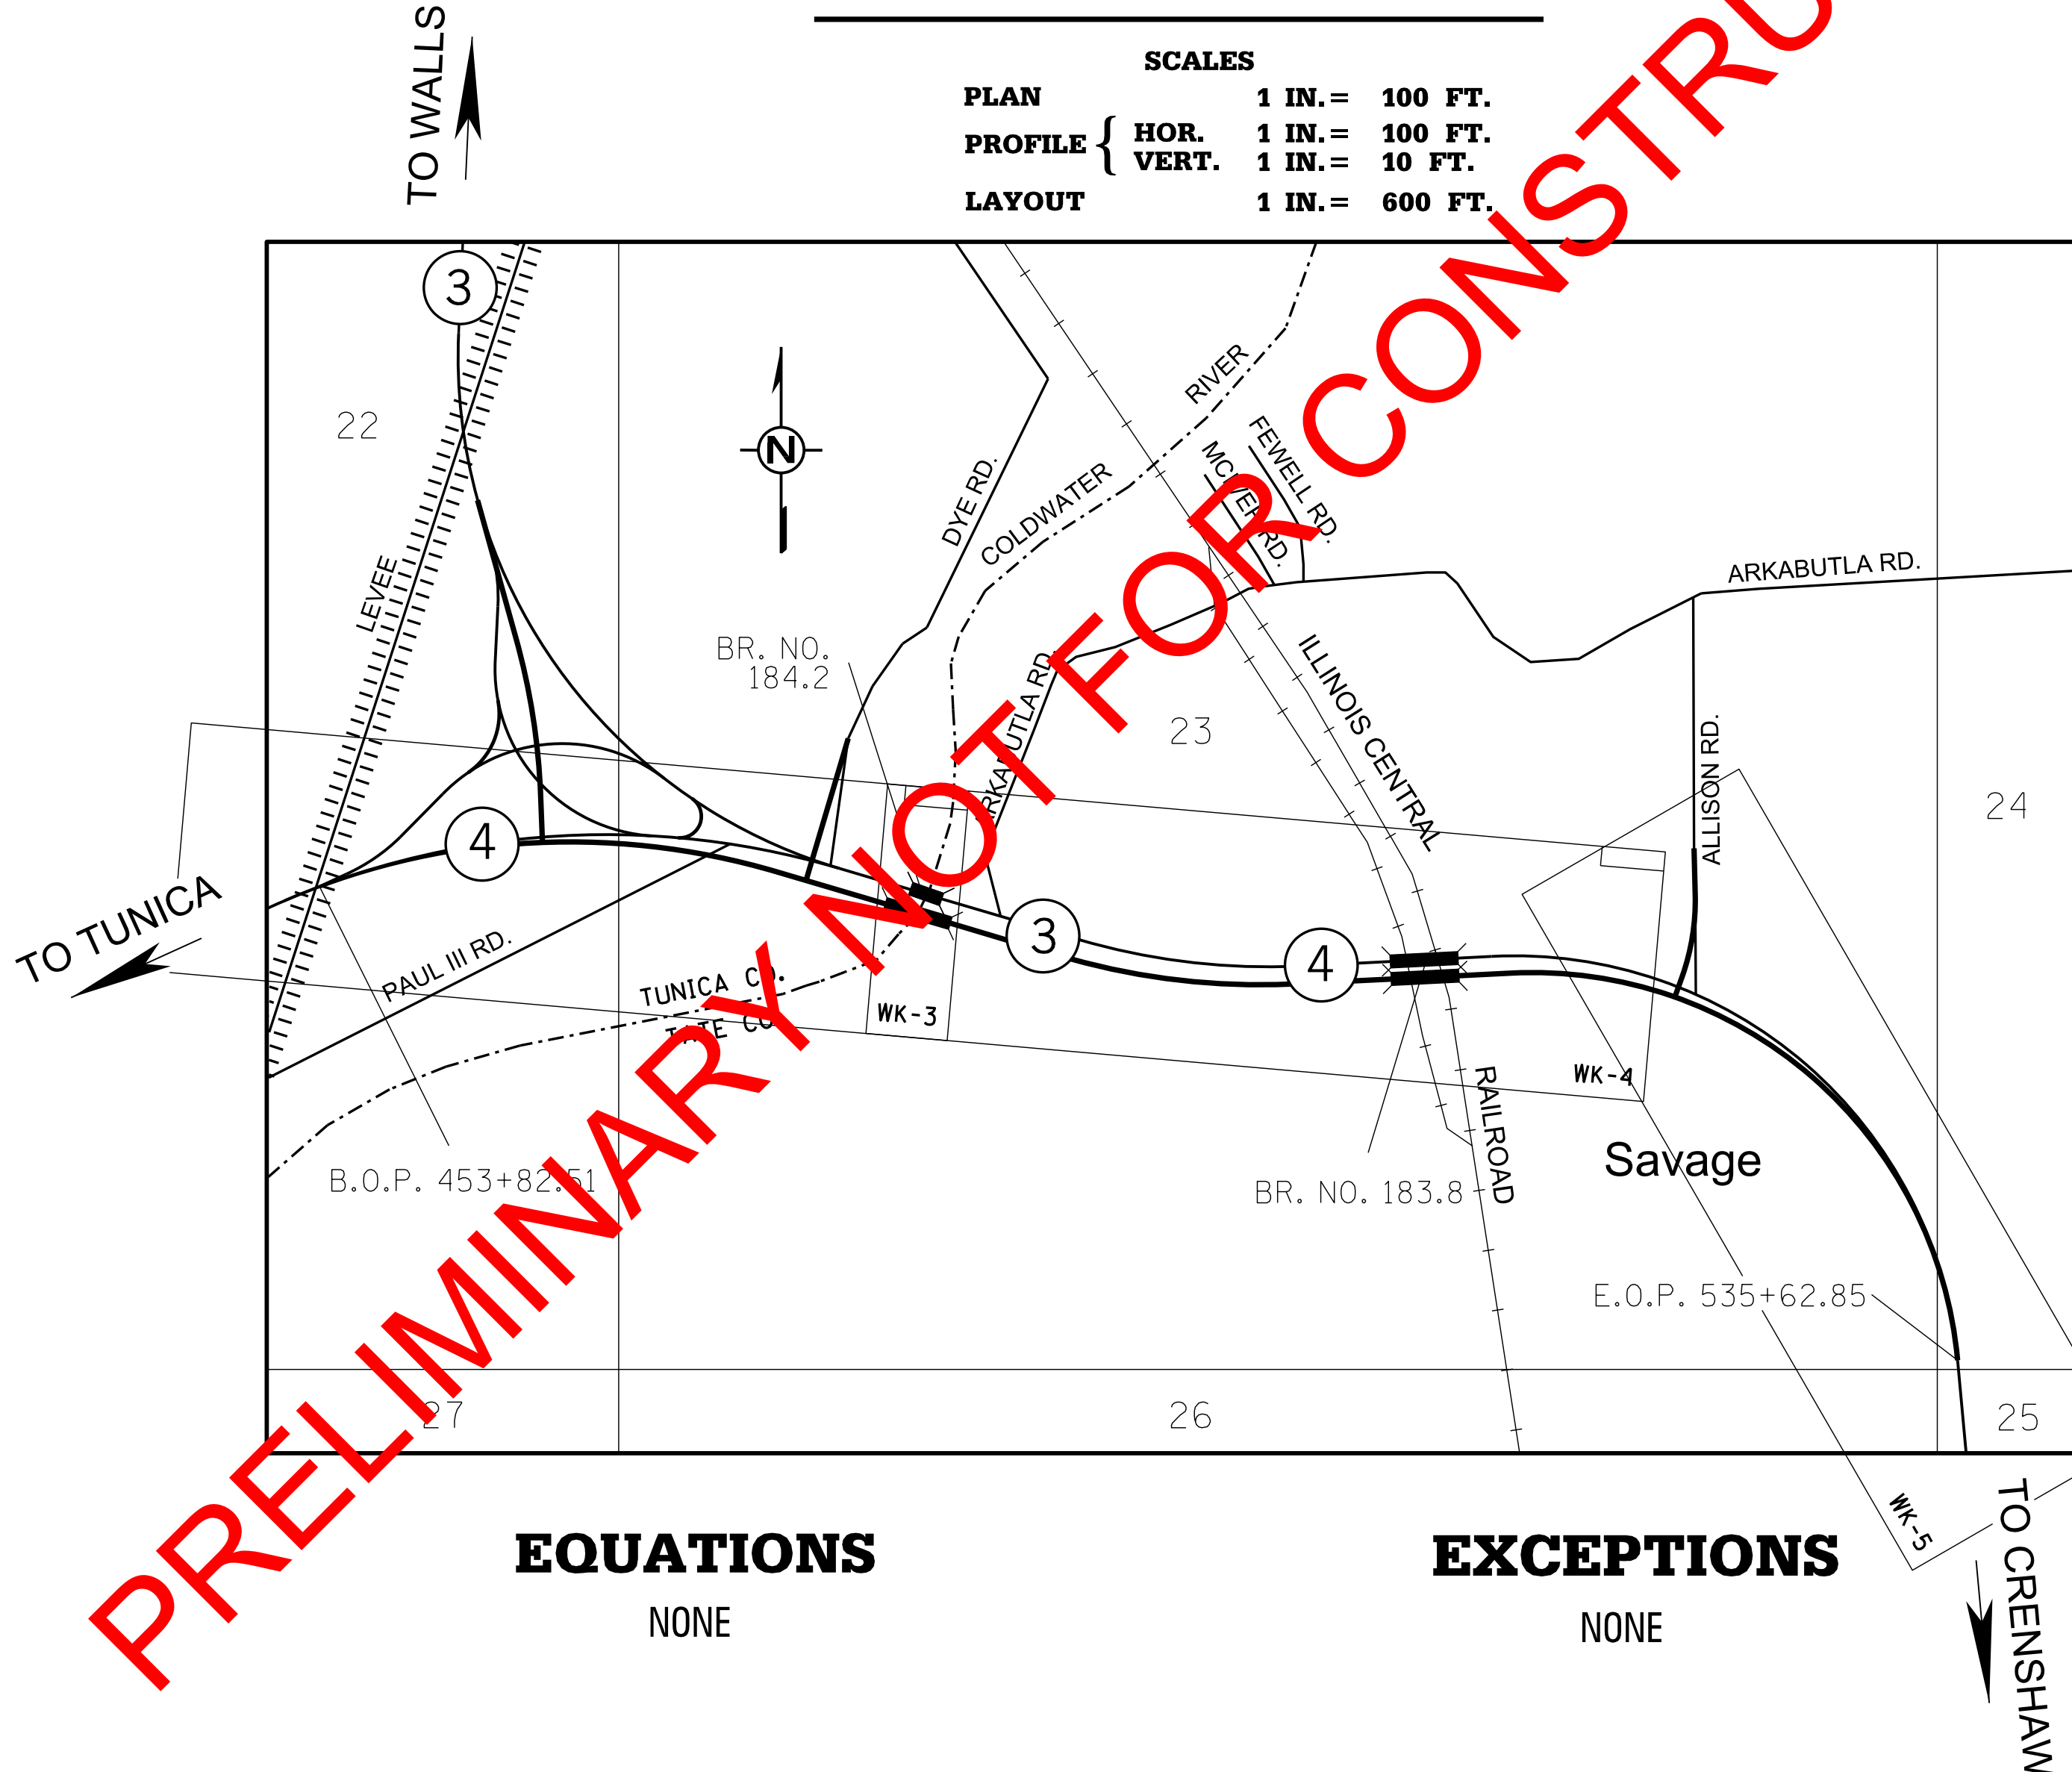 TO WALLS
SCALES
PLAN 1 IN.= 100 FT.
PROFILE { HOR. 1 IN.= 100 FT.
VERT. 1 IN.= 10 FT.
LAYOUT 1 IN.= 600 FT.
3
22
N
RIVER
FEWELL RD.
DYE RD.
COLDWATER
ARKABUTLA RD.
LEVEE
BR. NO.
184.2
ARKABUTLA RD.
23
ILLINOIS CENTRAL
ALLISON RD.
24
4
TO TUNICA
PAUL III RD.
3
4
TUNICA CO.
TATE CO.
WK-3
WK-4
RAILROAD
Savage
B.O.P. 453+82.51
BR. NO. 183.8
E.O.P. 535+62.85
27
26
25
WK-5
TO CRENSHAW
EQUATIONS
NONE
EXCEPTIONS
NONE
PRELIMINARY NOT FOR CONSTRU